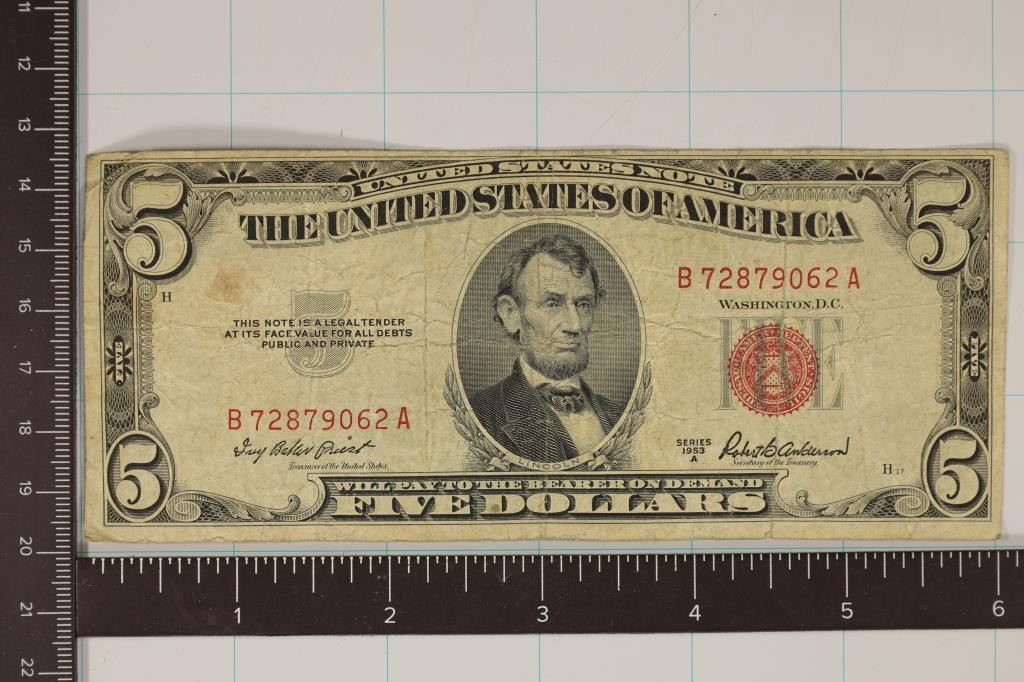 UNITED STATES NOTE
THE UNITED STATES OF AMERICA
5
5
B 72879062 A
H
WASHINGTON, D.C.
5
THIS NOTE IS A LEGAL TENDER
AT ITS FACE VALUE FOR ALL DEBTS
PUBLIC AND PRIVATE
FIVE
FIVE
FIVE
B 72879062 A
Ivy Baker Priest
Treasurer of the United States.
LINCOLN
SERIES
1953
A
Robert B. Anderson
Secretary of the Treasury.
H 17
5
5
WILL PAY TO THE BEARER ON DEMAND
FIVE DOLLARS
11
12
13
14
15
16
17
18
19
20
21
22
1 2 3 4 5 6